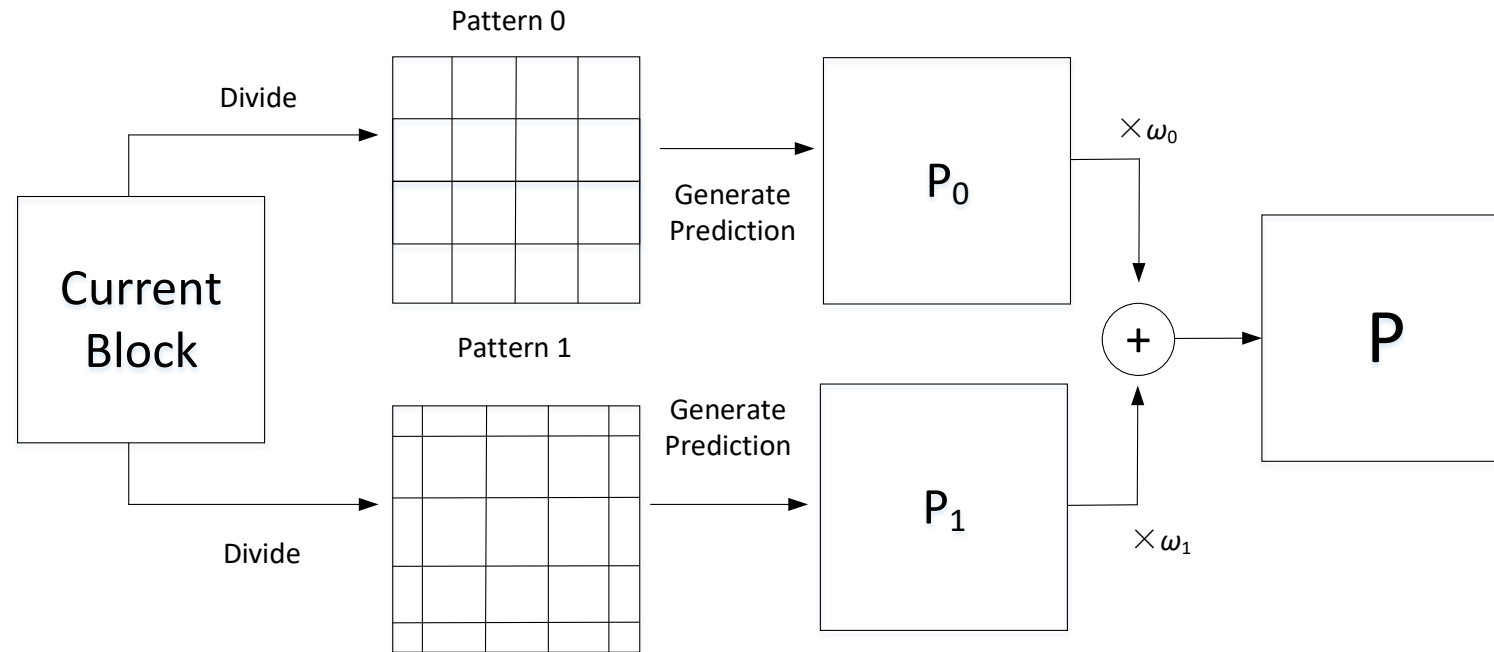 Pattern 0
Divide
Generate
Prediction
P₀
×ω₀
Current
Block
+
P
Pattern 1
Generate
Prediction
Divide
P₁
×ω₁